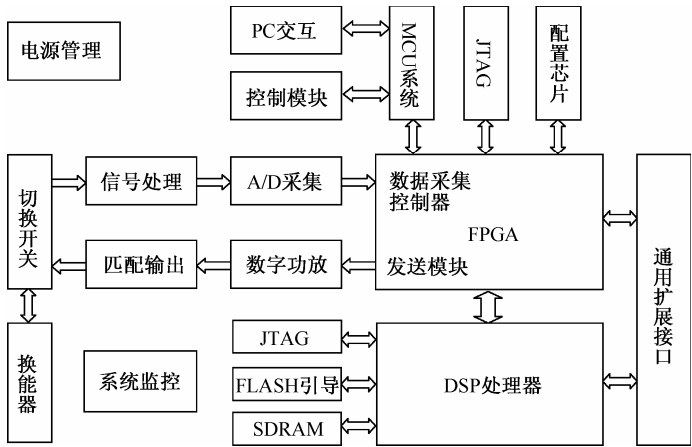 电源管理
PC交互
控制模块
MCU系统
JTAG
配置芯片
切换开关
信号处理
A/D采集
数据采集
控制器
FPGA
发送模块
匹配输出
数字功放
通用扩展接口
换能器
系统监控
JTAG
FLASH引导
SDRAM
DSP处理器